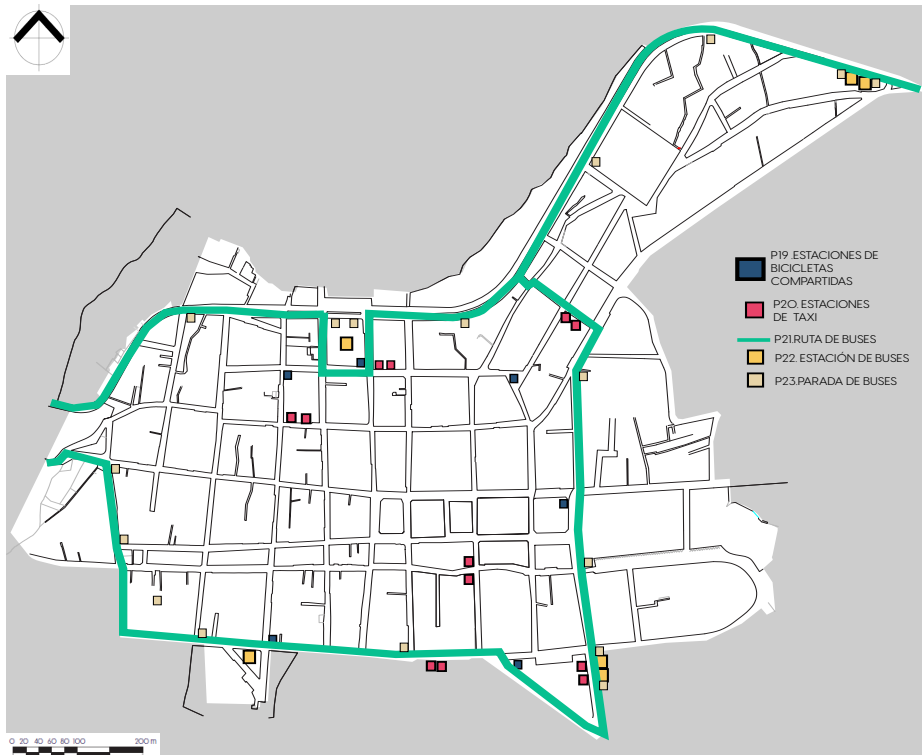 P19 .ESTACIONES DE
BICICLETAS
COMPARTIDAS
P20. ESTACIONES
DE TAXI
P21.RUTA DE BUSES
P22. ESTACIÓN DE BUSES
P23.PARADA DE BUSES
0 20 40 60 80 100 200 m